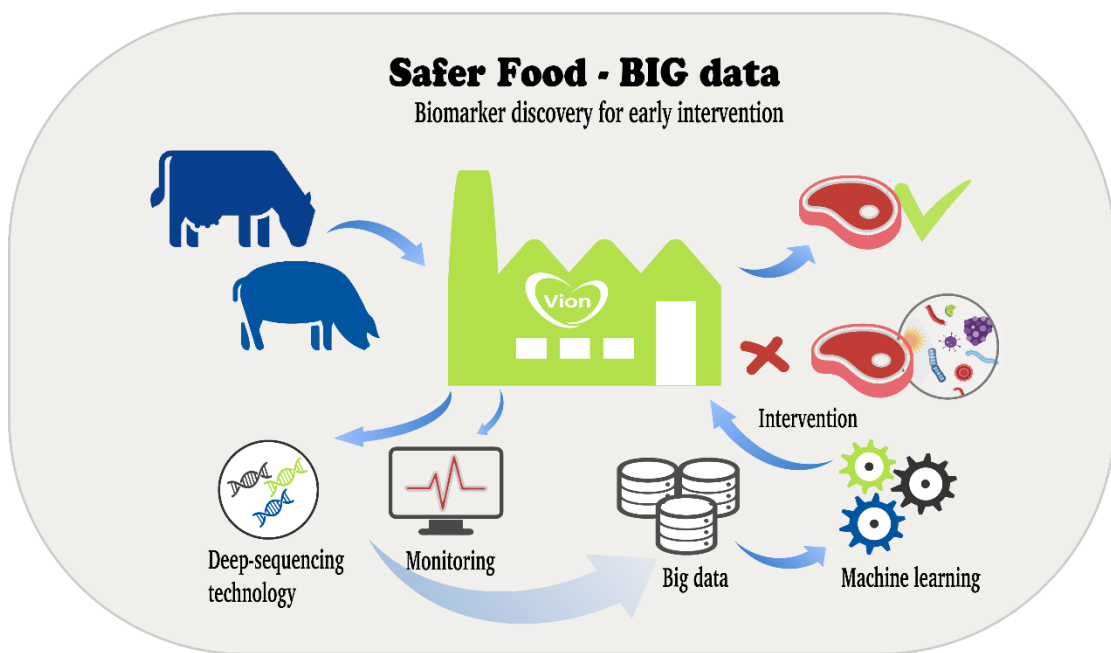 Safer Food - BIG data
Biomarker discovery for early intervention
Vion
Intervention
Deep-sequencing
technology
Monitoring
Big data
Machine learning